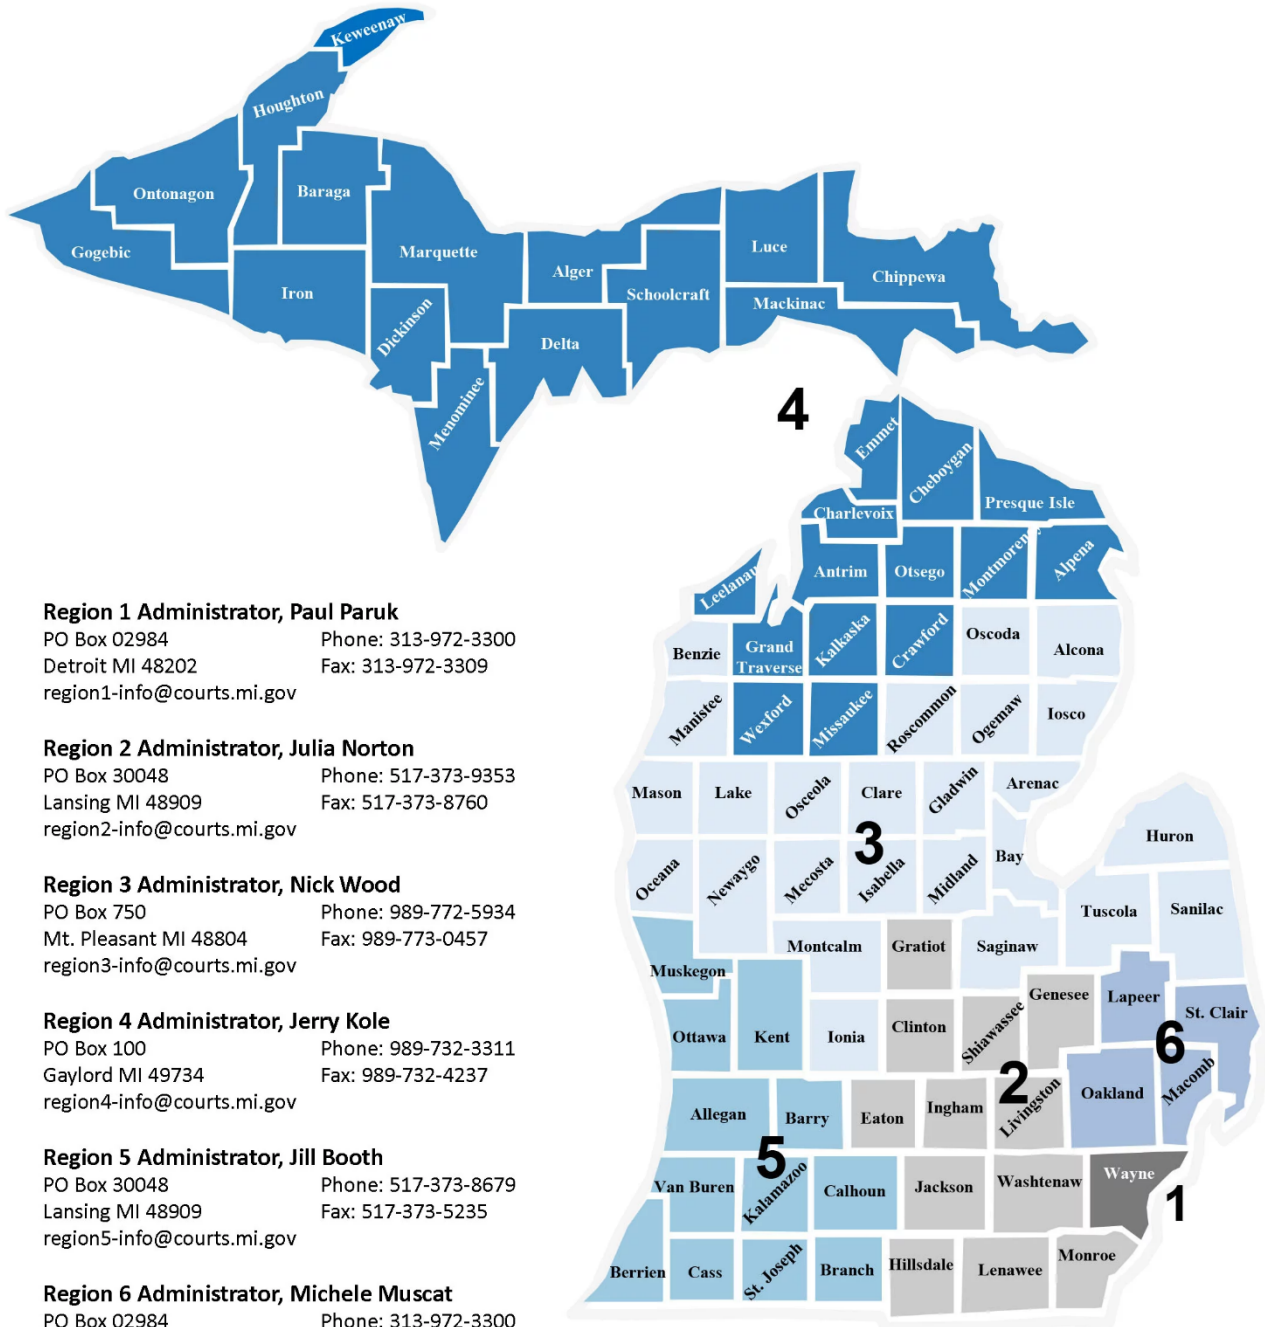 Keweenaw
Houghton
Ontonagon
Baraga
Gogebic
Marquette
Iron
Dickinson
Menominee
Alger
Delta
Schoolcraft
Luce
Mackinac
Chippewa
4
Emmet
Cheboygan
Presque Isle
Charlevoix
Leelanau
Antrim
Otsego
Montmorency
Alpena
Benzie
Grand
Traverse
Kalkaska
Crawford
Oscoda
Alcona
Manistee
Wexford
Missaukee
Roscommon
Ogemaw
Iosco
Mason
Lake
Osceola
Clare
Gladwin
Arenac
3
Huron
Oceana
Newaygo
Mecosta
Isabella
Midland
Bay
Tuscola
Sanilac
Muskegon
Montcalm
Gratiot
Saginaw
Ottawa
Kent
Ionia
Clinton
Shiawassee
Genesee
Lapeer
St. Clair
6
2
Allegan
Barry
Eaton
Ingham
Livingston
Oakland
Macomb
5
Van Buren
Kalamazoo
Calhoun
Jackson
Washtenaw
Wayne
1
Berrien
Cass
St. Joseph
Branch
Hillsdale
Lenawee
Monroe
Region 1 Administrator, Paul Paruk
PO Box 02984 Phone: 313-972-3300
Detroit MI 48202 Fax: 313-972-3309
region1-info@courts.mi.gov
Region 2 Administrator, Julia Norton
PO Box 30048 Phone: 517-373-9353
Lansing MI 48909 Fax: 517-373-8760
region2-info@courts.mi.gov
Region 3 Administrator, Nick Wood
PO Box 750 Phone: 989-772-5934
Mt. Pleasant MI 48804 Fax: 989-773-0457
region3-info@courts.mi.gov
Region 4 Administrator, Jerry Kole
PO Box 100 Phone: 989-732-3311
Gaylord MI 49734 Fax: 989-732-4237
region4-info@courts.mi.gov
Region 5 Administrator, Jill Booth
PO Box 30048 Phone: 517-373-8679
Lansing MI 48909 Fax: 517-373-5235
region5-info@courts.mi.gov
Region 6 Administrator, Michele Muscat
PO Box 02984 Phone: 313-972-3300